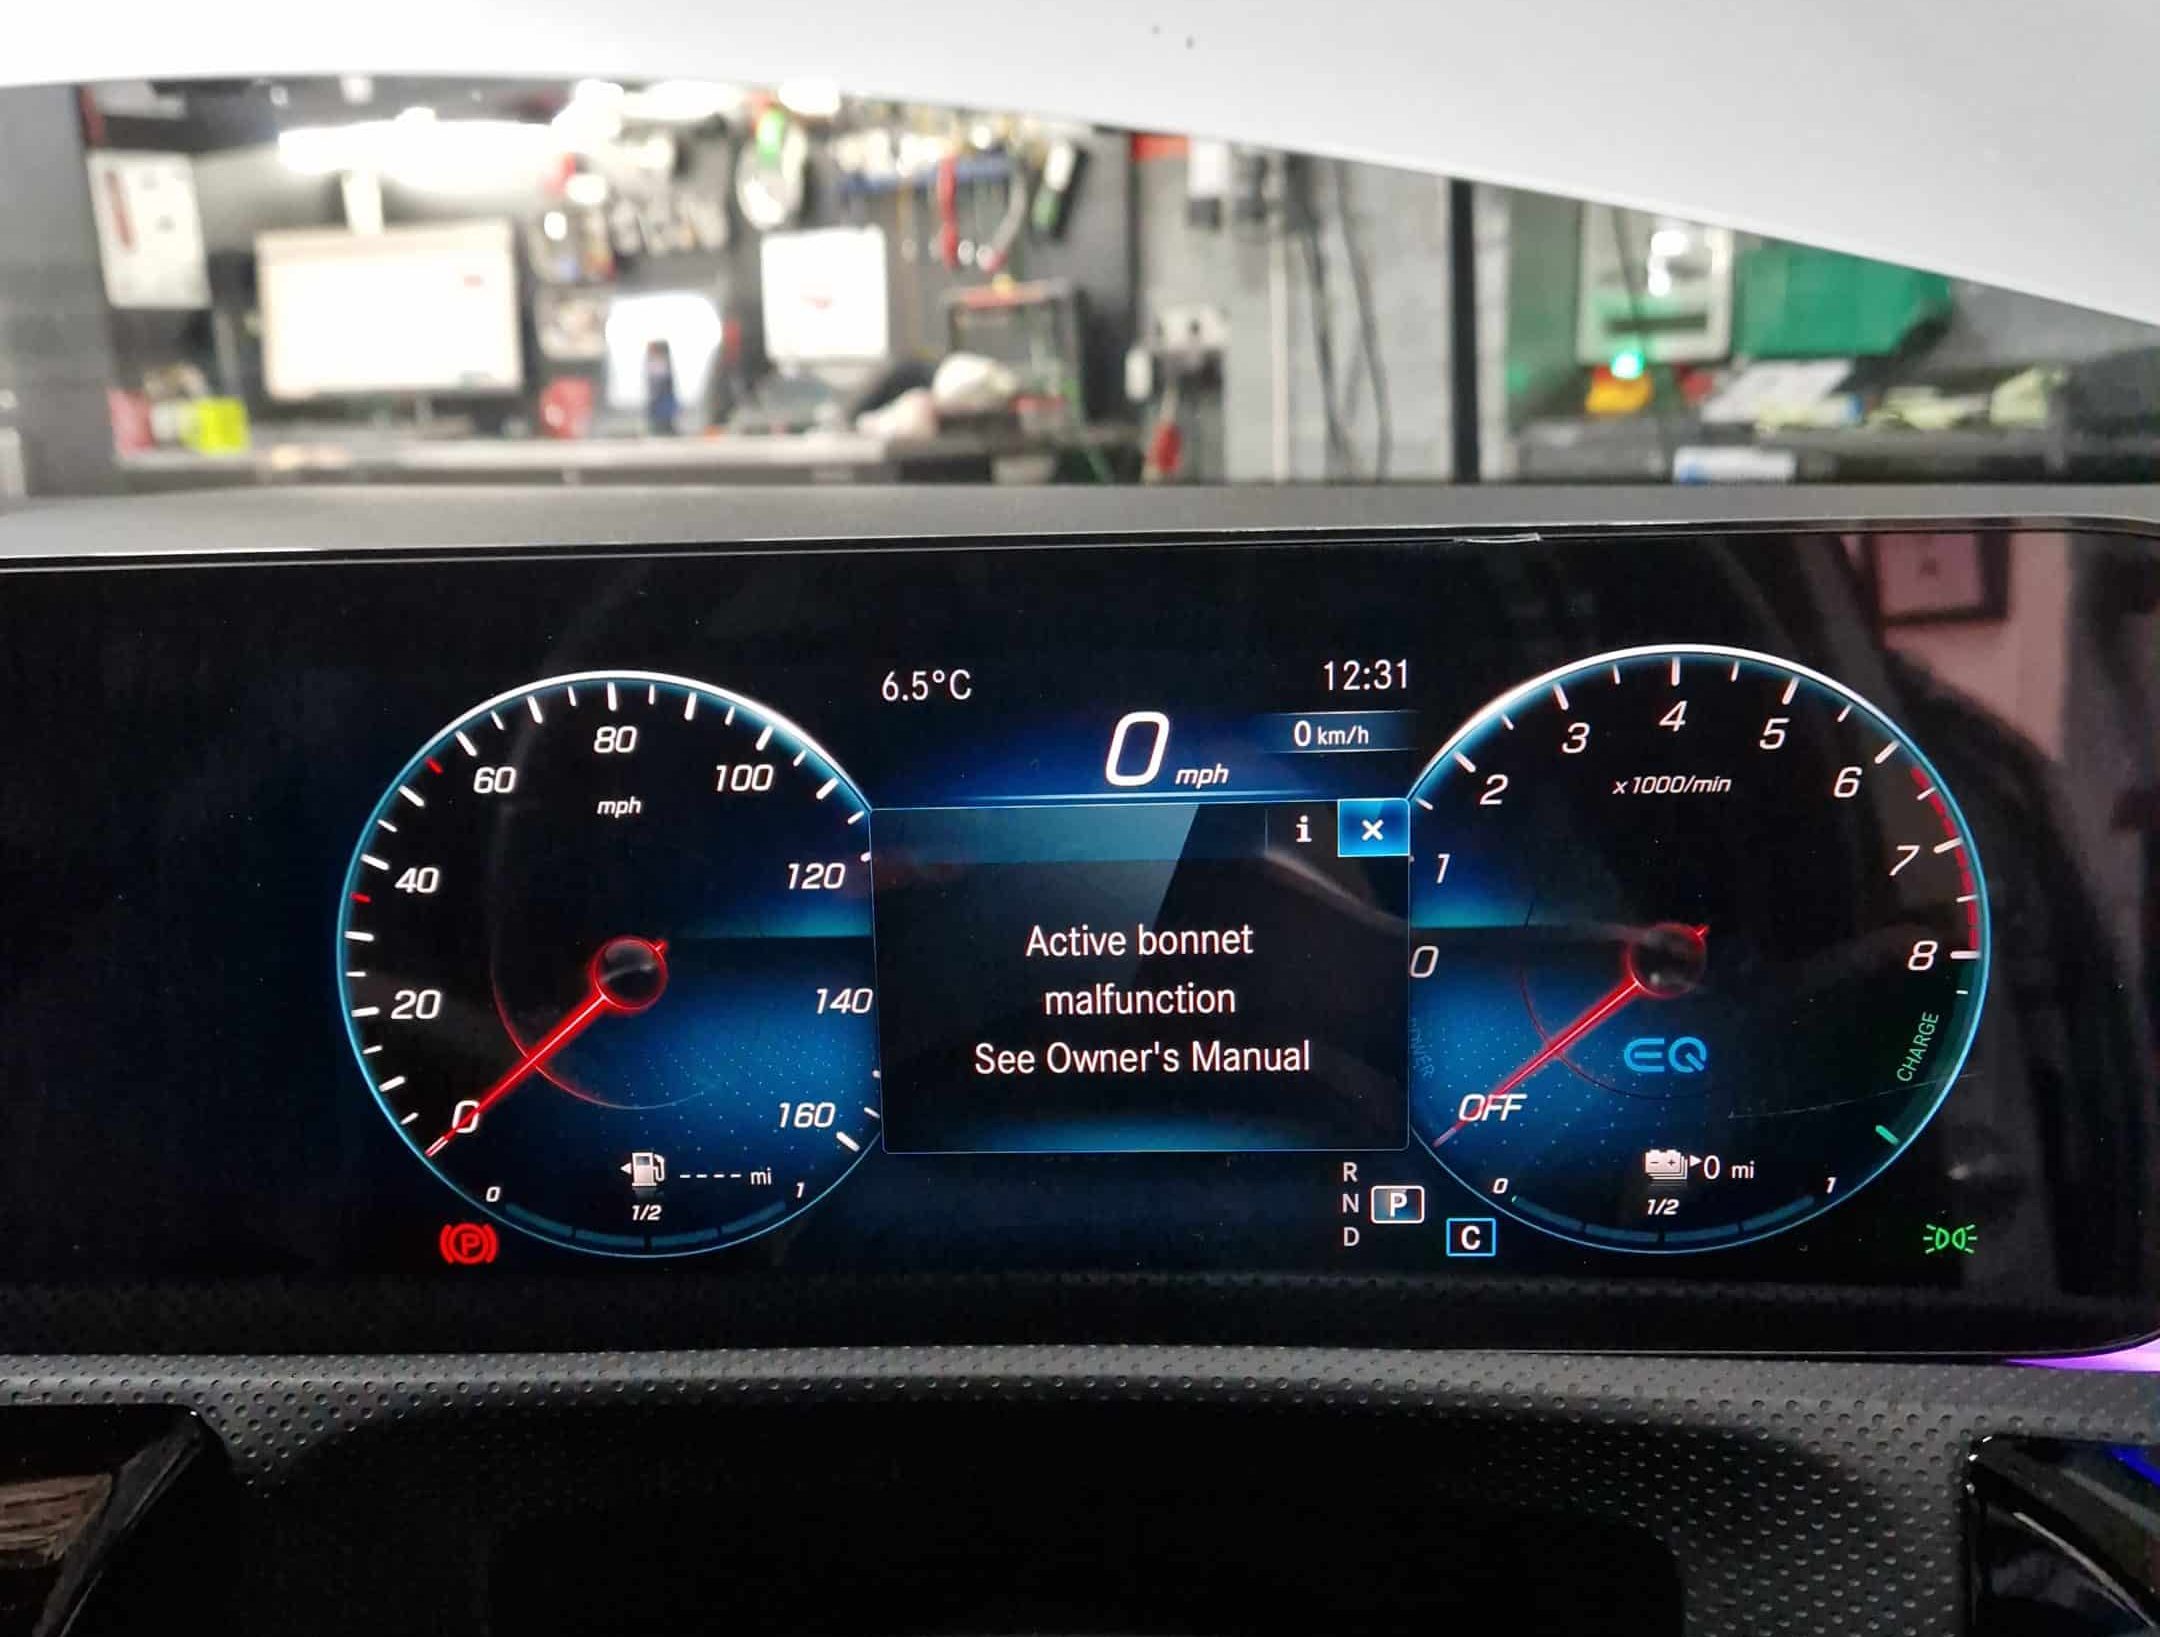 6.5°C
12:31
0 mph
0 km/h
80
60
100
mph
40
120
20
140
0
160
---- mi
0
1/2
1
i
×
Active bonnet
malfunction
See Owner's Manual
4
3
5
x1000/min
2
6
1
7
0
8
CHARGE
EQ
OFF
0 mi
0
1/2
1
R
N
P
D
C
P